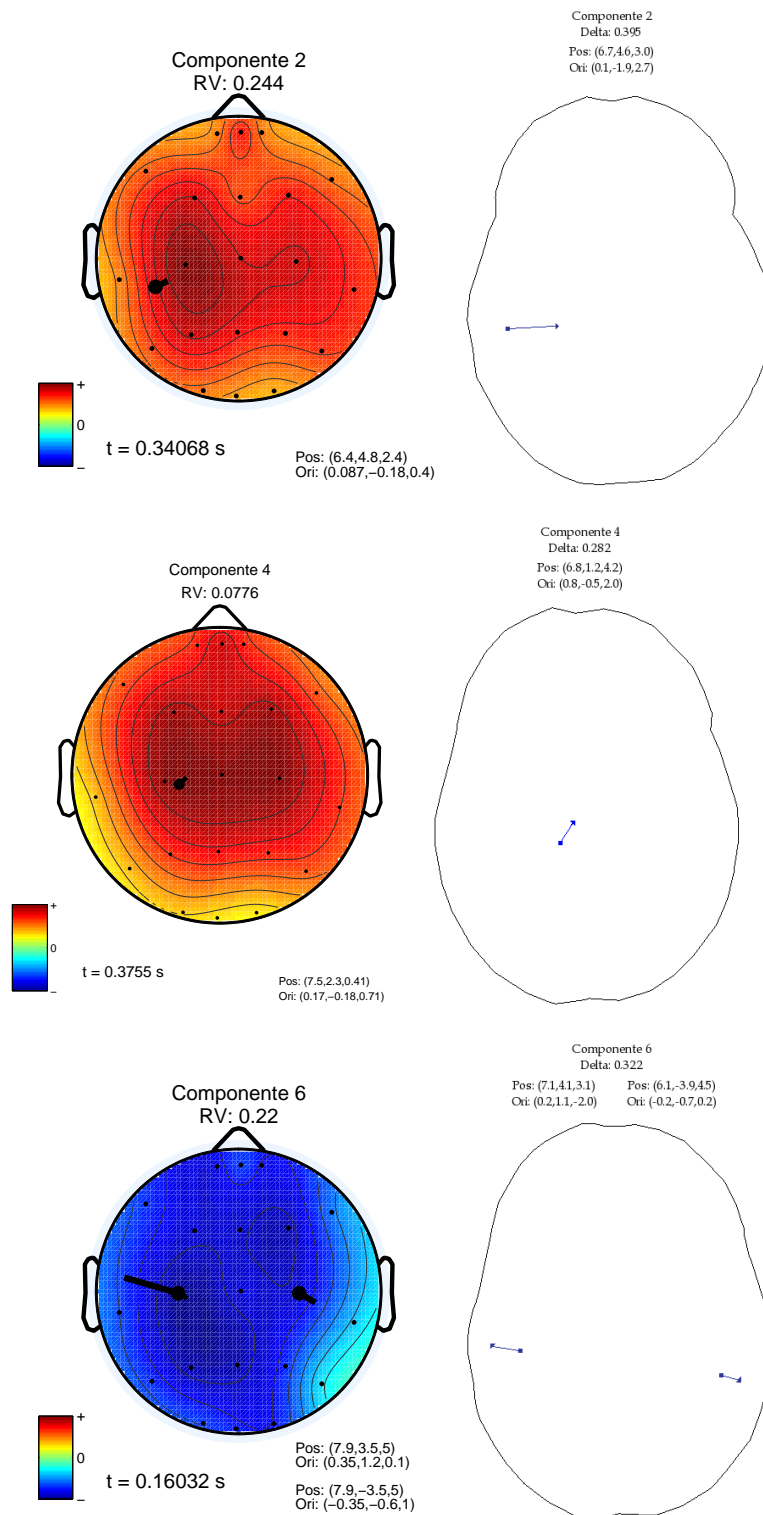 Componente 2
RV: 0.244
+
0
−
t = 0.34068 s
Pos: (6.4,4.8,2.4)
Ori: (0.087,−0.18,0.4)
Componente 2
Delta: 0.395
Pos: (6.7,4.6,3.0)
Ori: (0.1,-1.9,2.7)
Componente 4
RV: 0.0776
+
0
−
t = 0.3755 s
Pos: (7.5,2.3,0.41)
Ori: (0.17,−0.18,0.71)
Componente 4
Delta: 0.282
Pos: (6.8,1.2,4.2)
Ori: (0.8,-0.5,2.0)
Componente 6
RV: 0.22
+
0
−
t = 0.16032 s
Pos: (7.9,3.5,5)
Ori: (0.35,1.2,0.1)
Pos: (7.9,−3.5,5)
Ori: (−0.35,−0.6,1)
Componente 6
Delta: 0.322
Pos: (7.1,4.1,3.1) Pos: (6.1,-3.9,4.5)
Ori: (0.2,1.1,-2.0) Ori: (-0.2,-0.7,0.2)